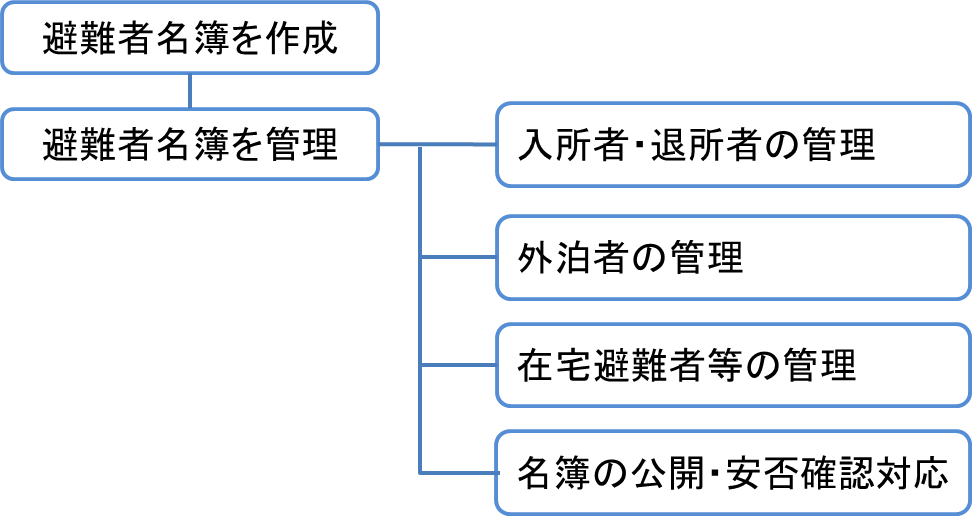 避難者名簿を作成
避難者名簿を管理
入所者・退所者の管理
外泊者の管理
在宅避難者等の管理
名簿の公開・安否確認対応